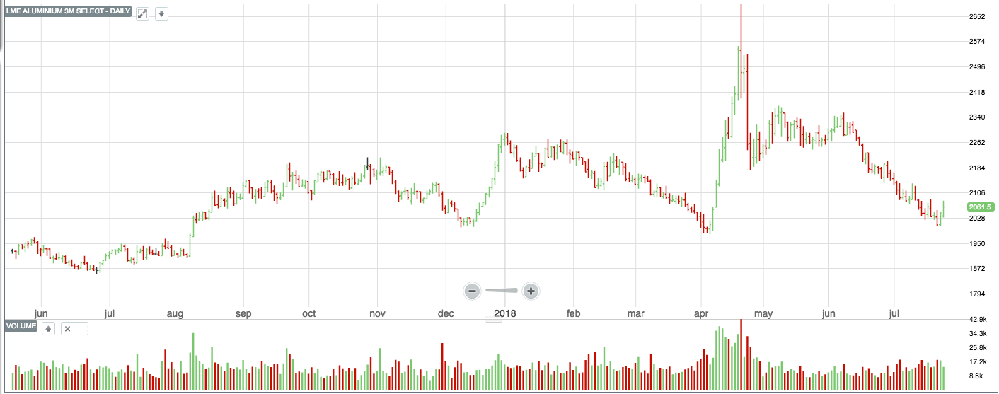 LME ALUMINIUM 3M SELECT - DAILY
2652
2574
2496
2418
2340
2262
2184
2106
2061.5
2028
1950
1872
1794
jun jul aug sep oct nov dec 2018 feb mar apr may jun jul
VOLUME
42.9k
34.3k
25.8k
17.2k
8.6k